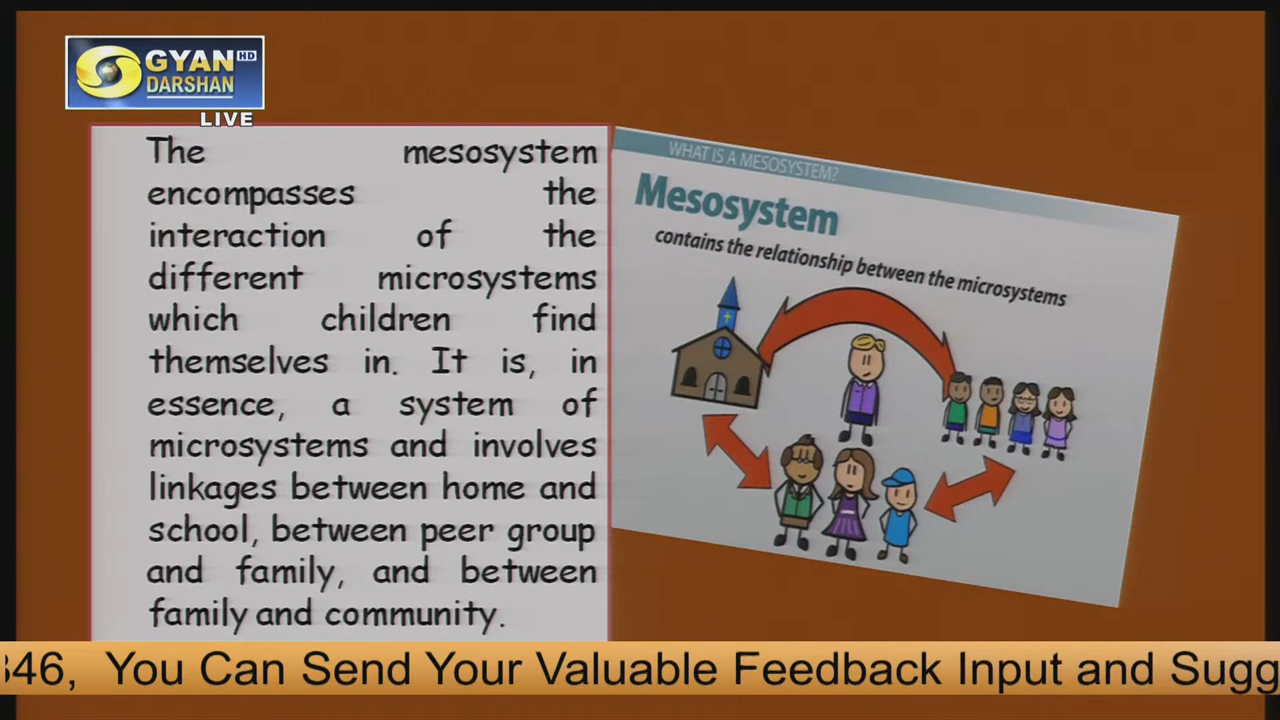 GYAN HD
DARSHAN
LIVE
The mesosystem
encompasses the
interaction of the
different microsystems
which children find
themselves in. It is, in
essence, a system of
microsystems and involves
linkages between home and
school, between peer group
and family, and between
family and community.
WHAT IS A MESOSYSTEM?
Mesosystem
contains the relationship between the microsystems
346, You Can Send Your Valuable Feedback Input and Sugg